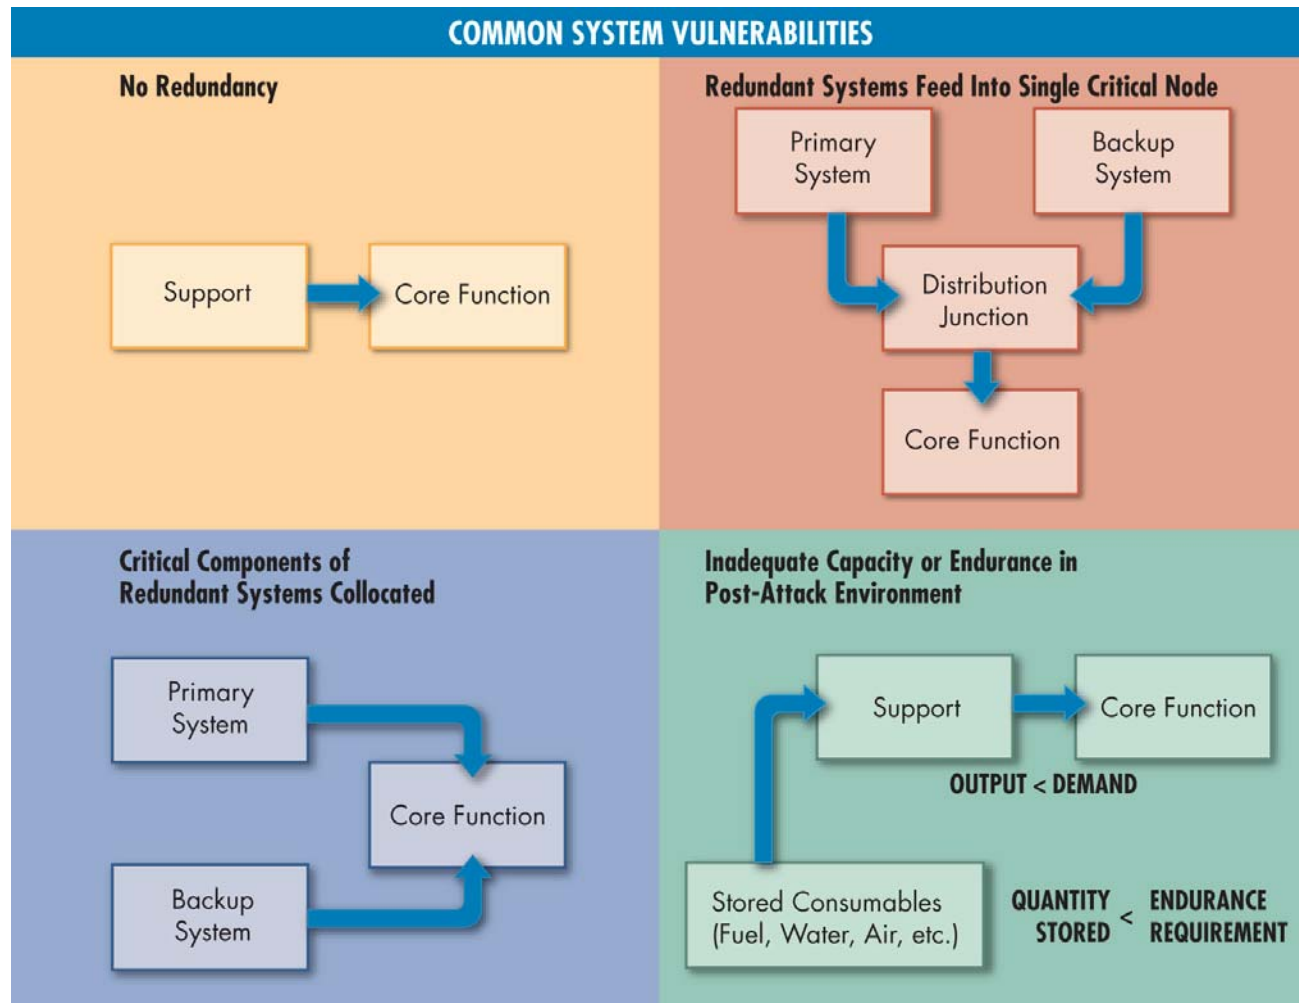 COMMON SYSTEM VULNERABILITIES
No Redundancy
Support
Core Function
Redundant Systems Feed Into Single Critical Node
Primary
System
Backup
System
Distribution
Junction
Core Function
Critical Components of
Redundant Systems Collocated
Primary
System
Core Function
Backup
System
Inadequate Capacity or Endurance in
Post-Attack Environment
Support
Core Function
OUTPUT < DEMAND
Stored Consumables
(Fuel, Water, Air, etc.)
QUANTITY
STORED
<
ENDURANCE
REQUIREMENT